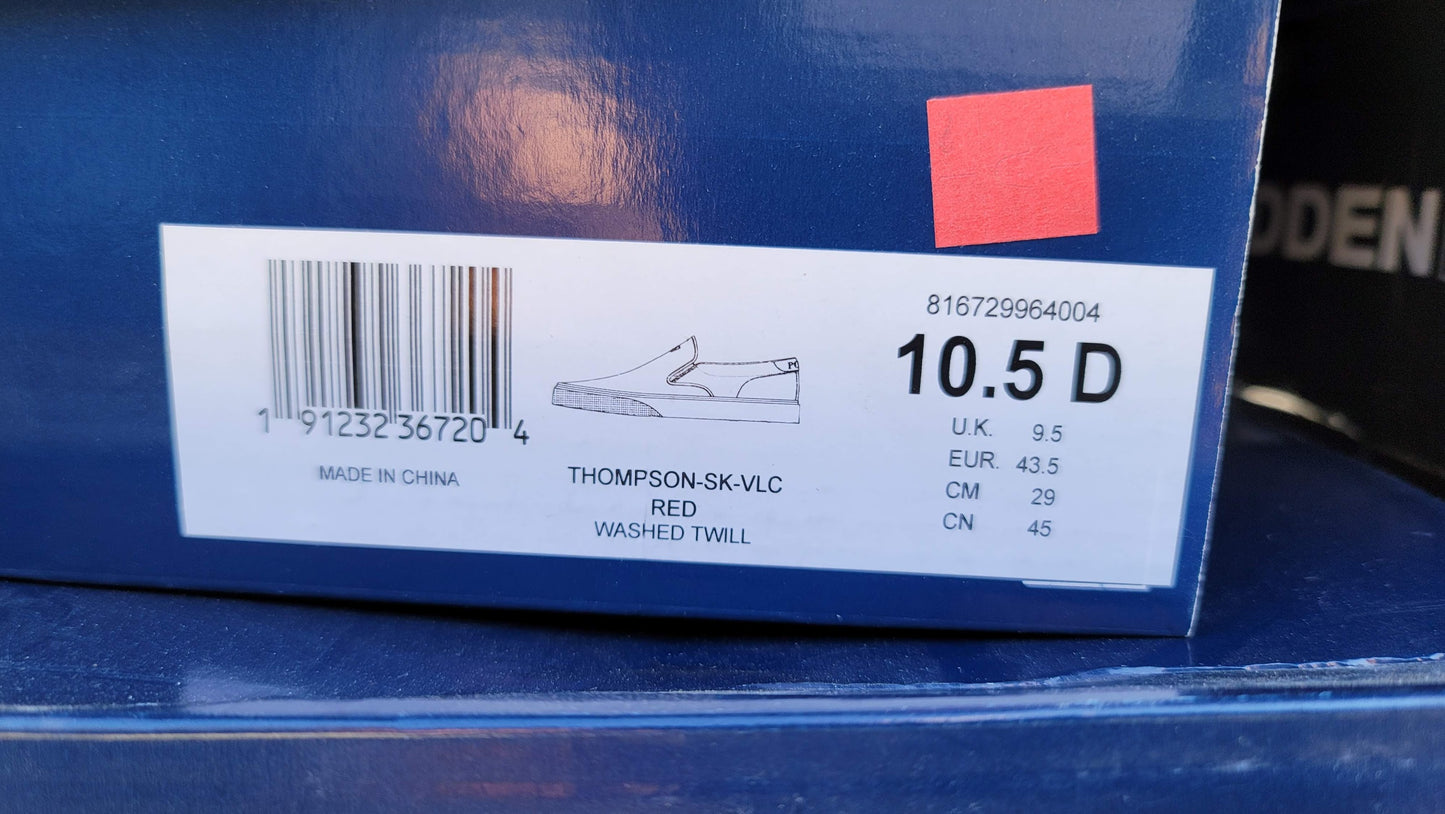 816729964004
10.5 D
U.K. 9.5
EUR. 43.5
CM 29
CN 45
1 91232 36720 4
MADE IN CHINA
THOMPSON-SK-VLC
RED
WASHED TWILL
DDEN